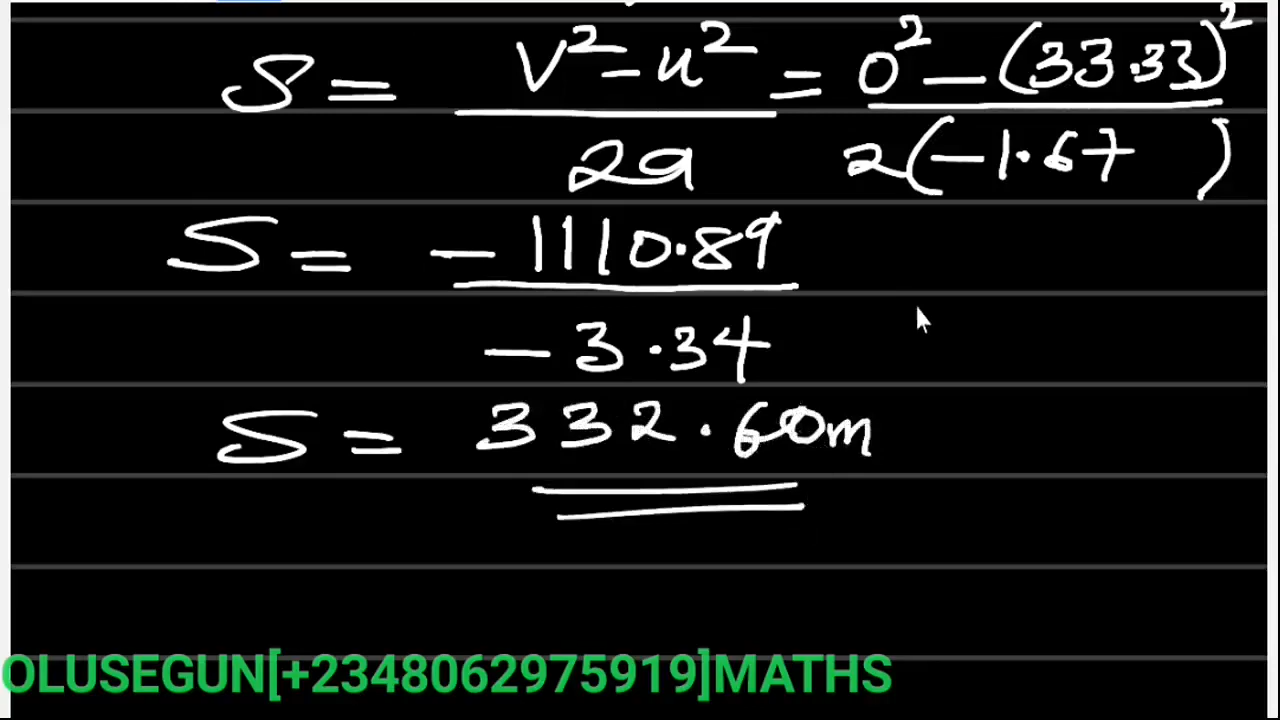 S = v² - u² / 2a = 0² - (33.33)² / 2(-1.67)
S = -1110.89 / -3.34
S = 332.60m
OLUSEGUN[+2348062975919]MATHS